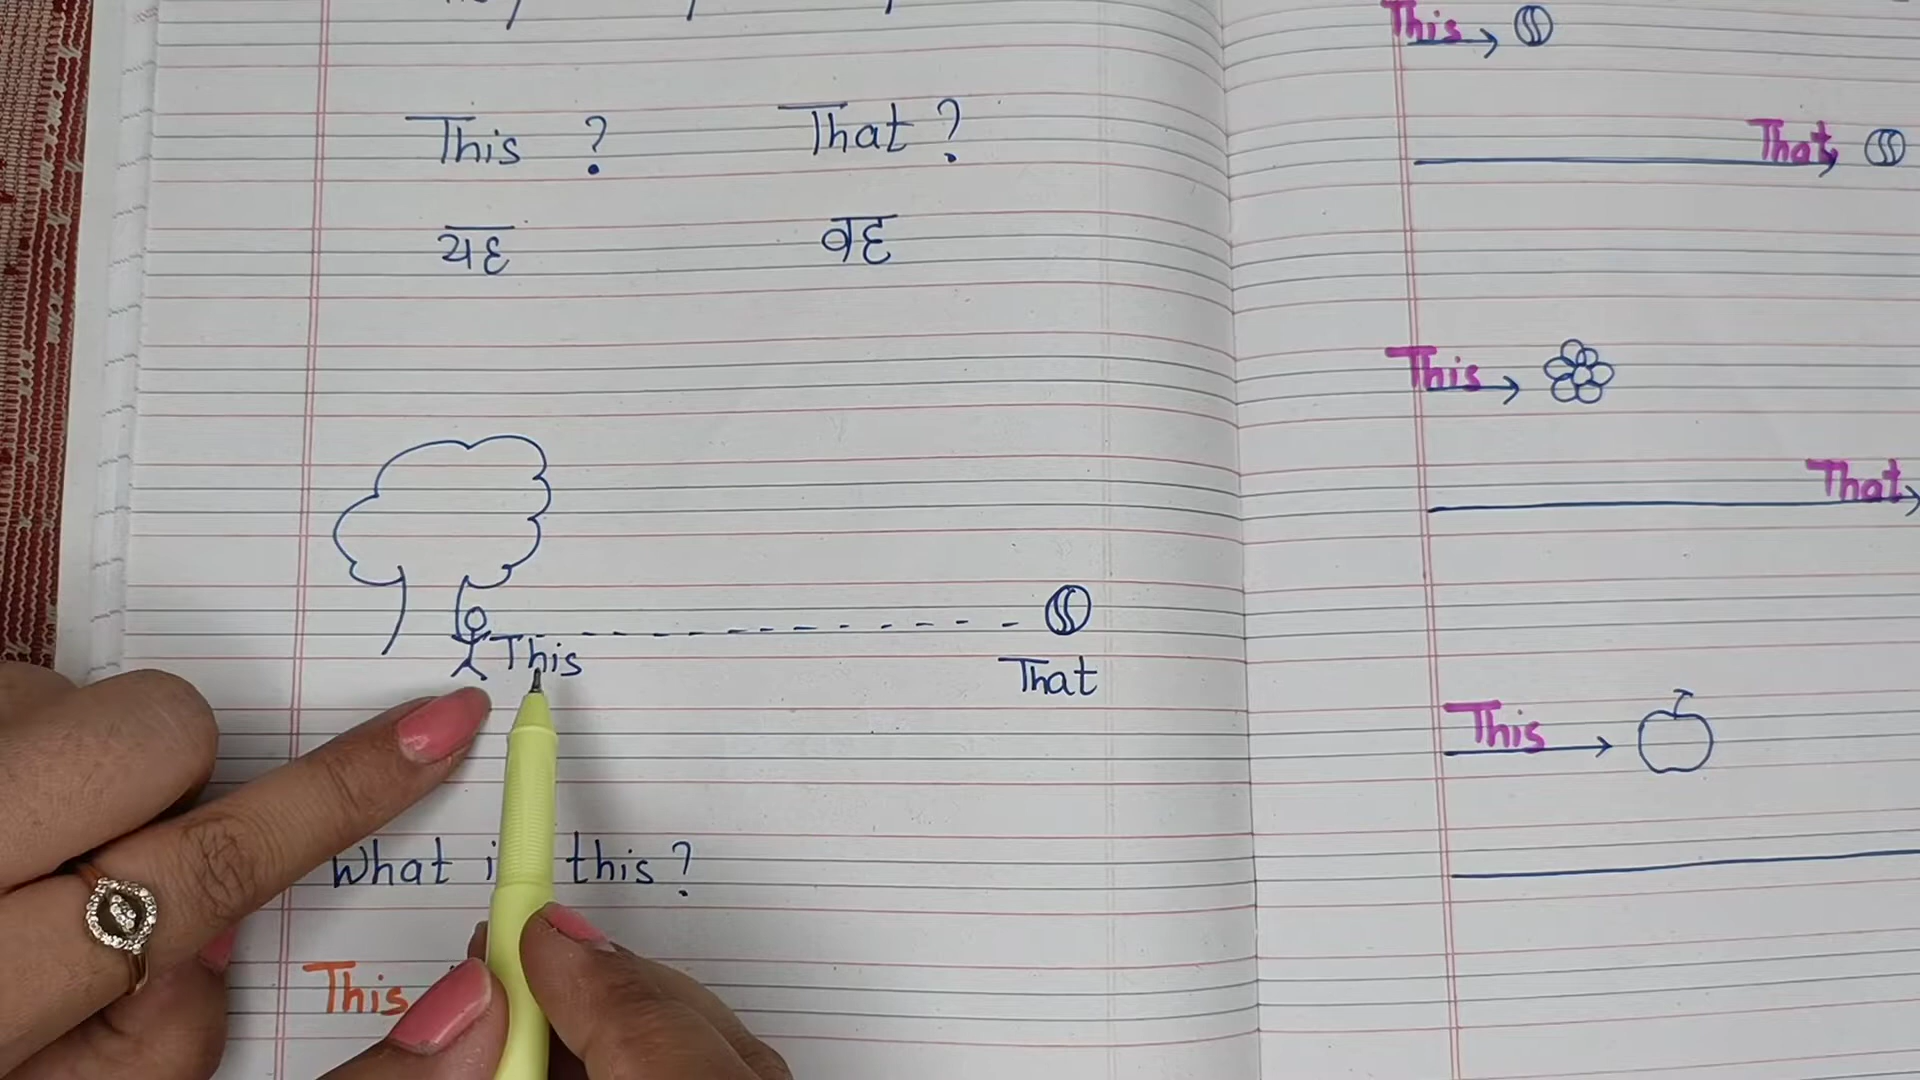 This ? That ?
यह वह
This That
What i this ?
This
This
That
This
That
This